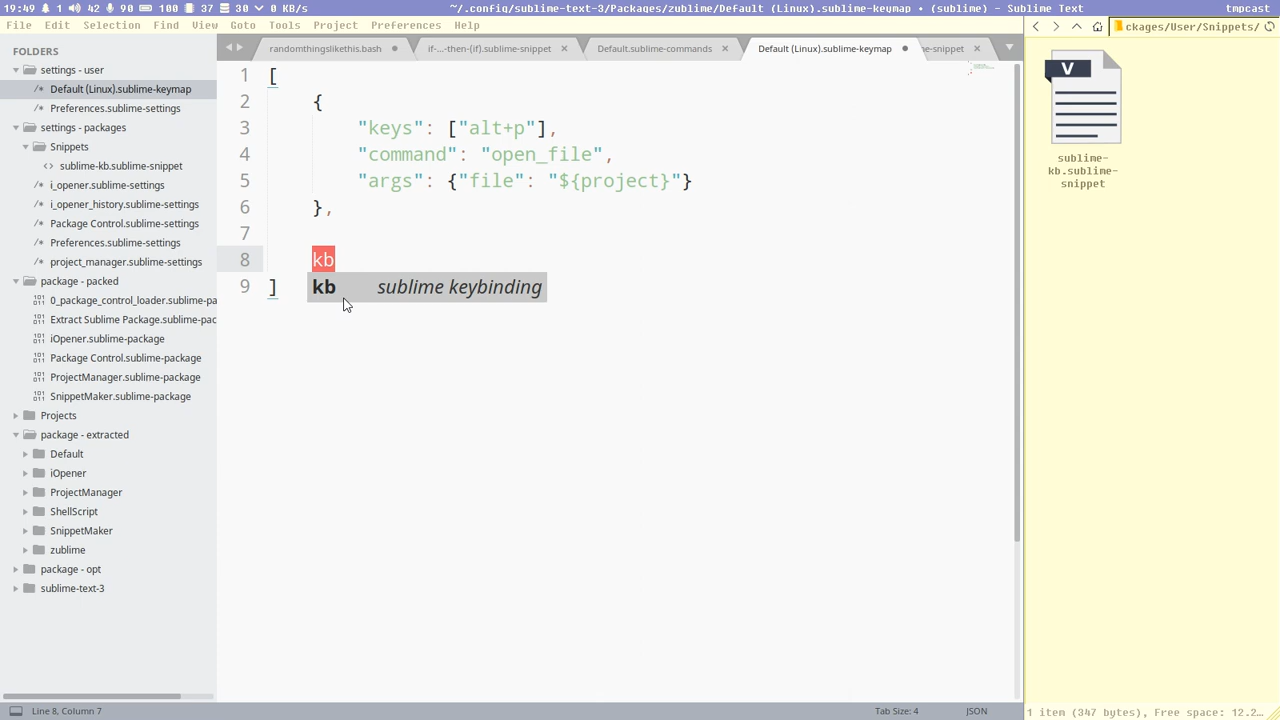 19:49 1 42 90 100 37 30 0 KB/s
~/.config/sublime-text-3/Packages/zublime/Default (Linux).sublime-keymap • (sublime) - Sublime Text
tmpcast
File Edit Selection Find View Goto Tools Project Preferences Help
ckages/User/Snippets/
randomthingslikethis.bash
if-...-then-(if).sublime-snippet
Default.sublime-commands
Default (Linux).sublime-keymap
e-snippet
FOLDERS
settings - user
/* Default (Linux).sublime-keymap
/* Preferences.sublime-settings
settings - packages
Snippets
<> sublime-kb.sublime-snippet
/* i_opener.sublime-settings
/* i_opener_history.sublime-settings
/* Package Control.sublime-settings
/* Preferences.sublime-settings
/* project_manager.sublime-settings
package - packed
0_package_control_loader.sublime-pa
Extract Sublime Package.sublime-pac
iOpener.sublime-package
Package Control.sublime-package
ProjectManager.sublime-package
SnippetMaker.sublime-package
Projects
package - extracted
Default
iOpener
ProjectManager
ShellScript
SnippetMaker
zublime
package - opt
sublime-text-3
1 [
2 {
3 "keys": ["alt+p"],
4 "command": "open_file",
5 "args": {"file": "${project}"}
6 },
7
8 kb
kb sublime keybinding
9 ]
V
sublime-
kb.sublime-
snippet
Line 8, Column 7
Tab Size: 4
JSON
1 item (347 bytes), Free space: 12.2…